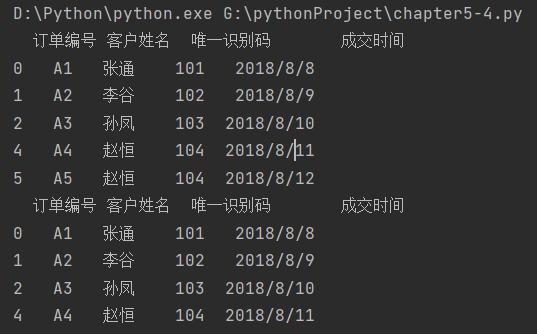 D:\Python\python.exe G:\pythonProject\chapter5-4.py
订单编号 客户姓名 唯一识别码 成交时间
0 A1 张通 101 2018/8/8
1 A2 李谷 102 2018/8/9
2 A3 孙凤 103 2018/8/10
4 A4 赵恒 104 2018/8/11
5 A5 赵恒 104 2018/8/12
订单编号 客户姓名 唯一识别码 成交时间
0 A1 张通 101 2018/8/8
1 A2 李谷 102 2018/8/9
2 A3 孙凤 103 2018/8/10
4 A4 赵恒 104 2018/8/11